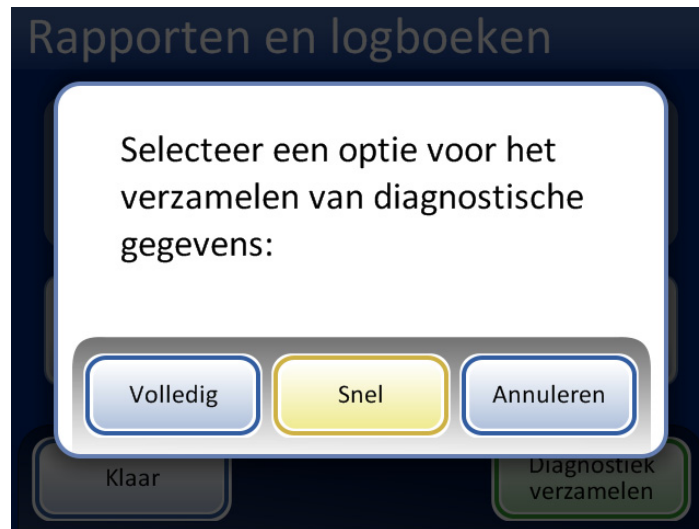 Rapporten en logboeken
Selecteer een optie voor het
verzamelen van diagnostische
gegevens:
Volledig
Snel
Annuleren
Klaar
Diagnostiek
verzamelen